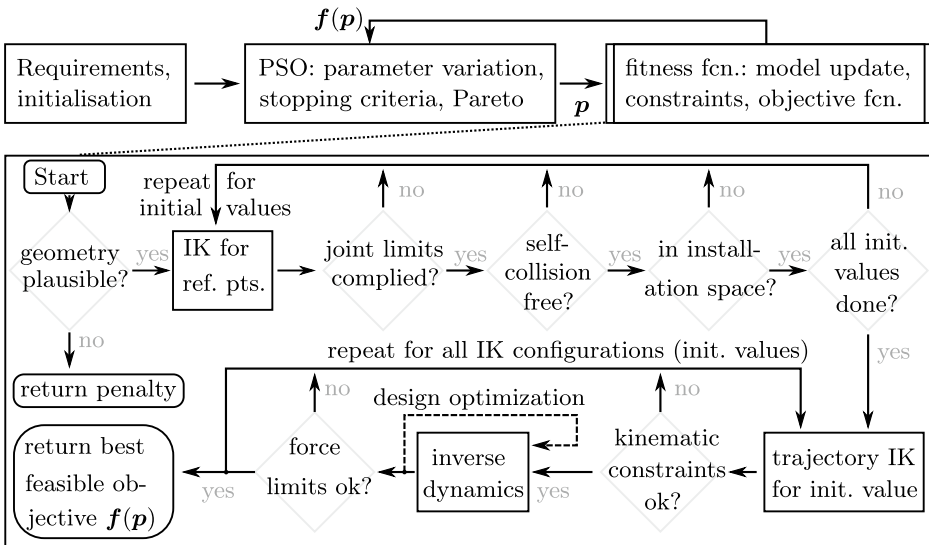 f(p)
Requirements,
initialisation
PSO: parameter variation,
stopping criteria, Pareto
p
fitness fcn.: model update,
constraints, objective fcn.
Start
repeat for
initial values
no
no
no
no
geometry
plausible?
yes
IK for
ref. pts.
joint limits
complied?
yes
self-
collision
free?
yes
in install-
ation space?
yes
all init.
values
done?
no
yes
return penalty
repeat for all IK configurations (init. values)
no
design optimization
no
return best
feasible ob-
jective f(p)
yes
force
limits ok?
inverse
dynamics
yes
kinematic
constraints
ok?
trajectory IK
for init. value